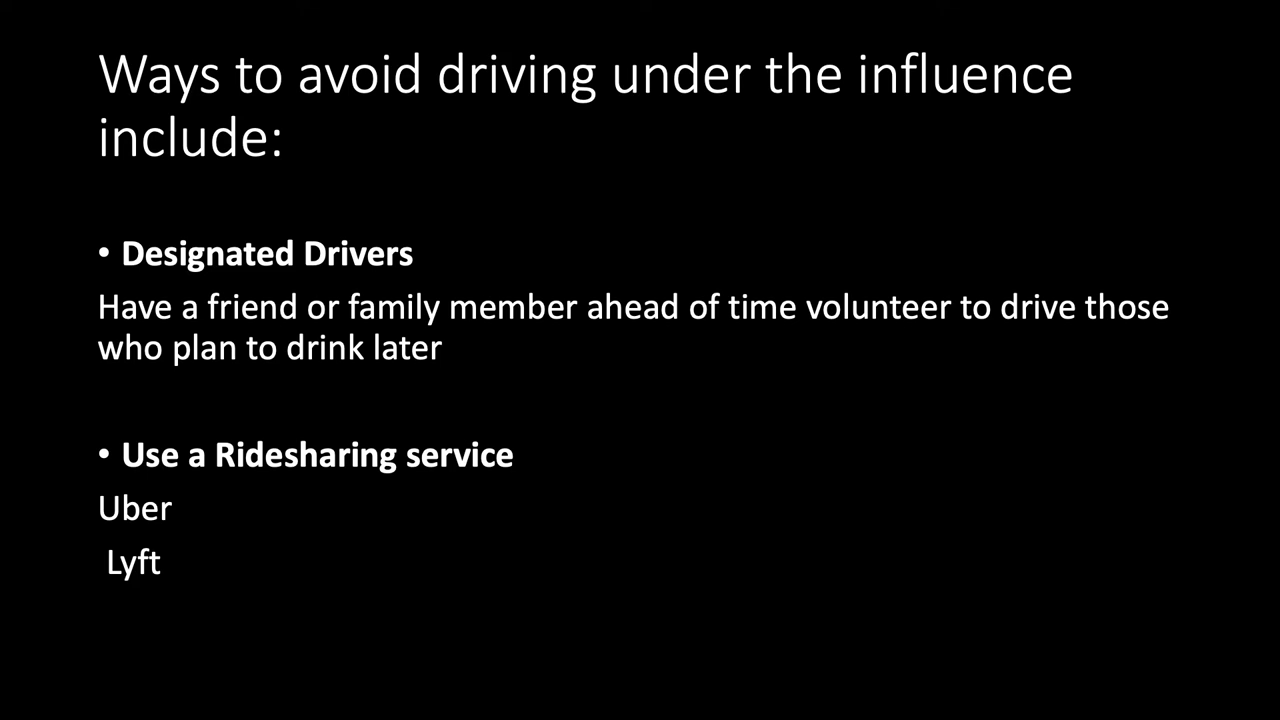 Ways to avoid driving under the influence
include:
• Designated Drivers
Have a friend or family member ahead of time volunteer to drive those
who plan to drink later
• Use a Ridesharing service
Uber
Lyft